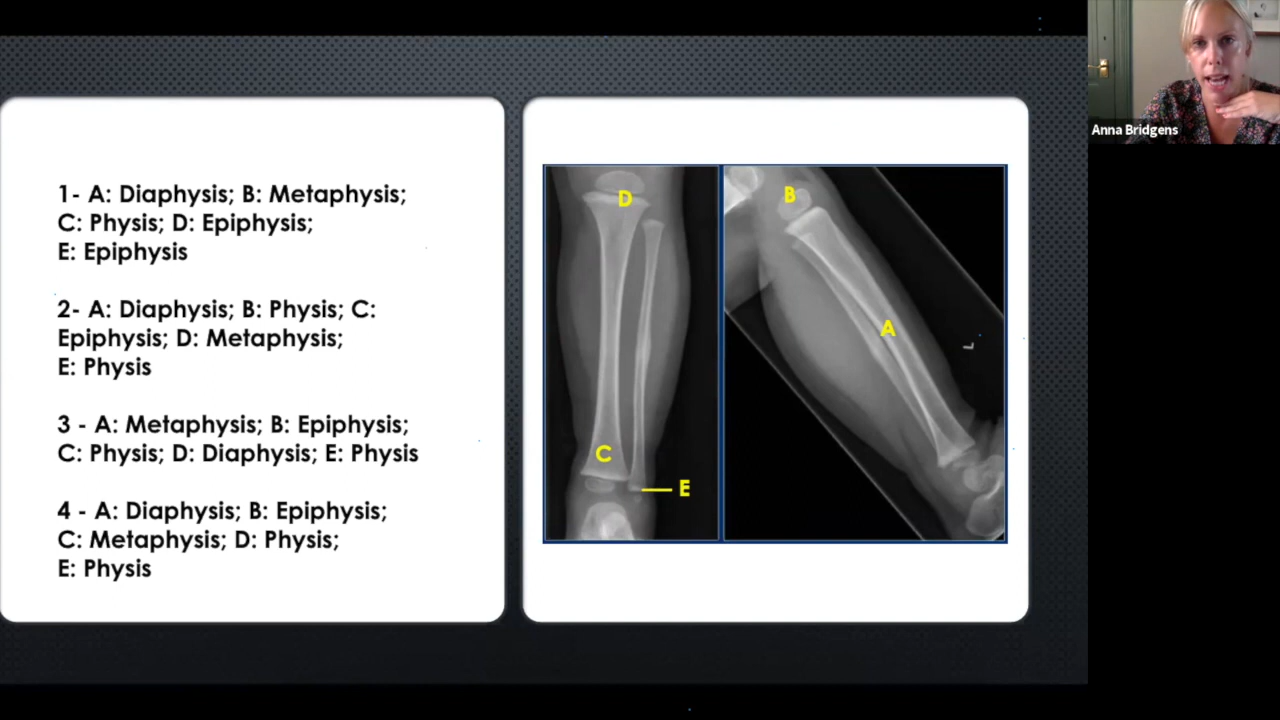 1- A: Diaphysis; B: Metaphysis;
C: Physis; D: Epiphysis;
E: Epiphysis
2- A: Diaphysis; B: Physis; C:
Epiphysis; D: Metaphysis;
E: Physis
3 - A: Metaphysis; B: Epiphysis;
C: Physis; D: Diaphysis; E: Physis
4 - A: Diaphysis; B: Epiphysis;
C: Metaphysis; D: Physis;
E: Physis
D
C
E
B
A
L
Anna Bridgens